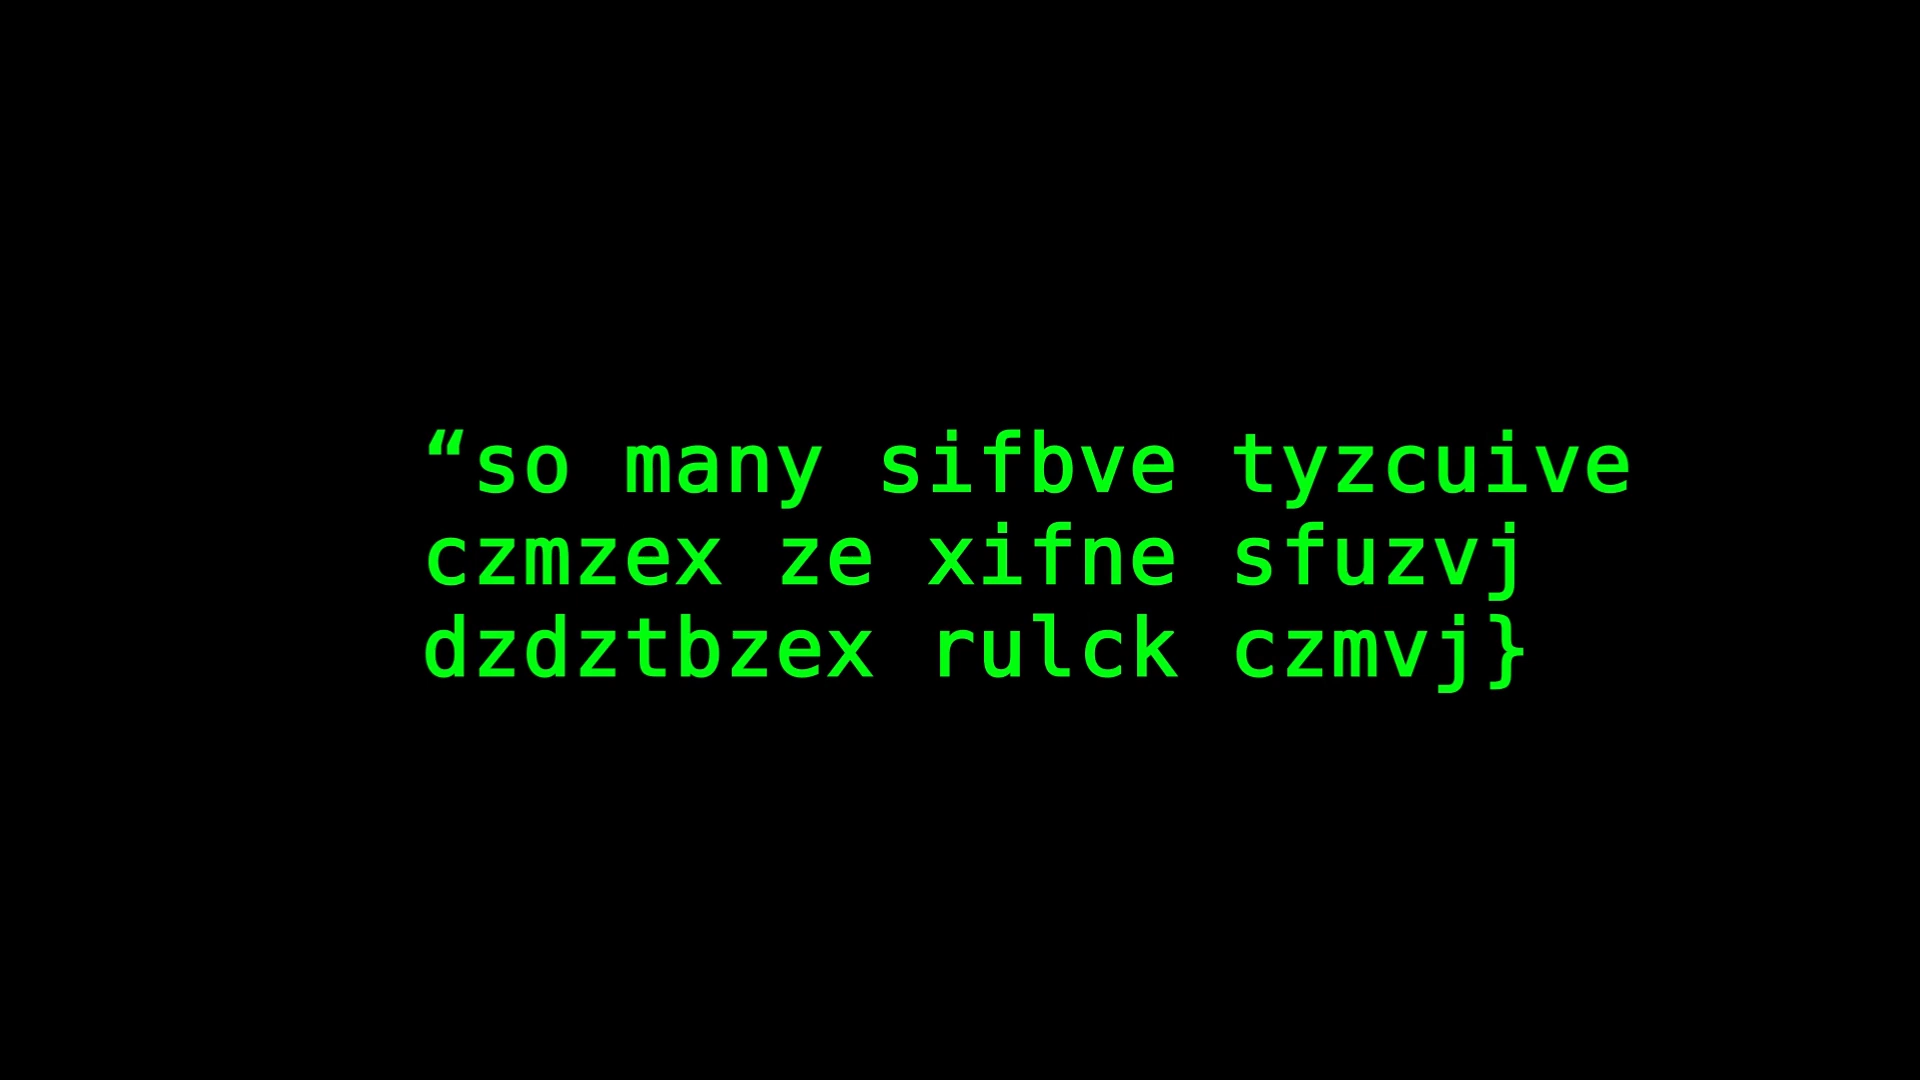 “so many sifbve tyzcuive
czmzex ze xifne sfuzvj
dzdztbzex rulck czmvj}